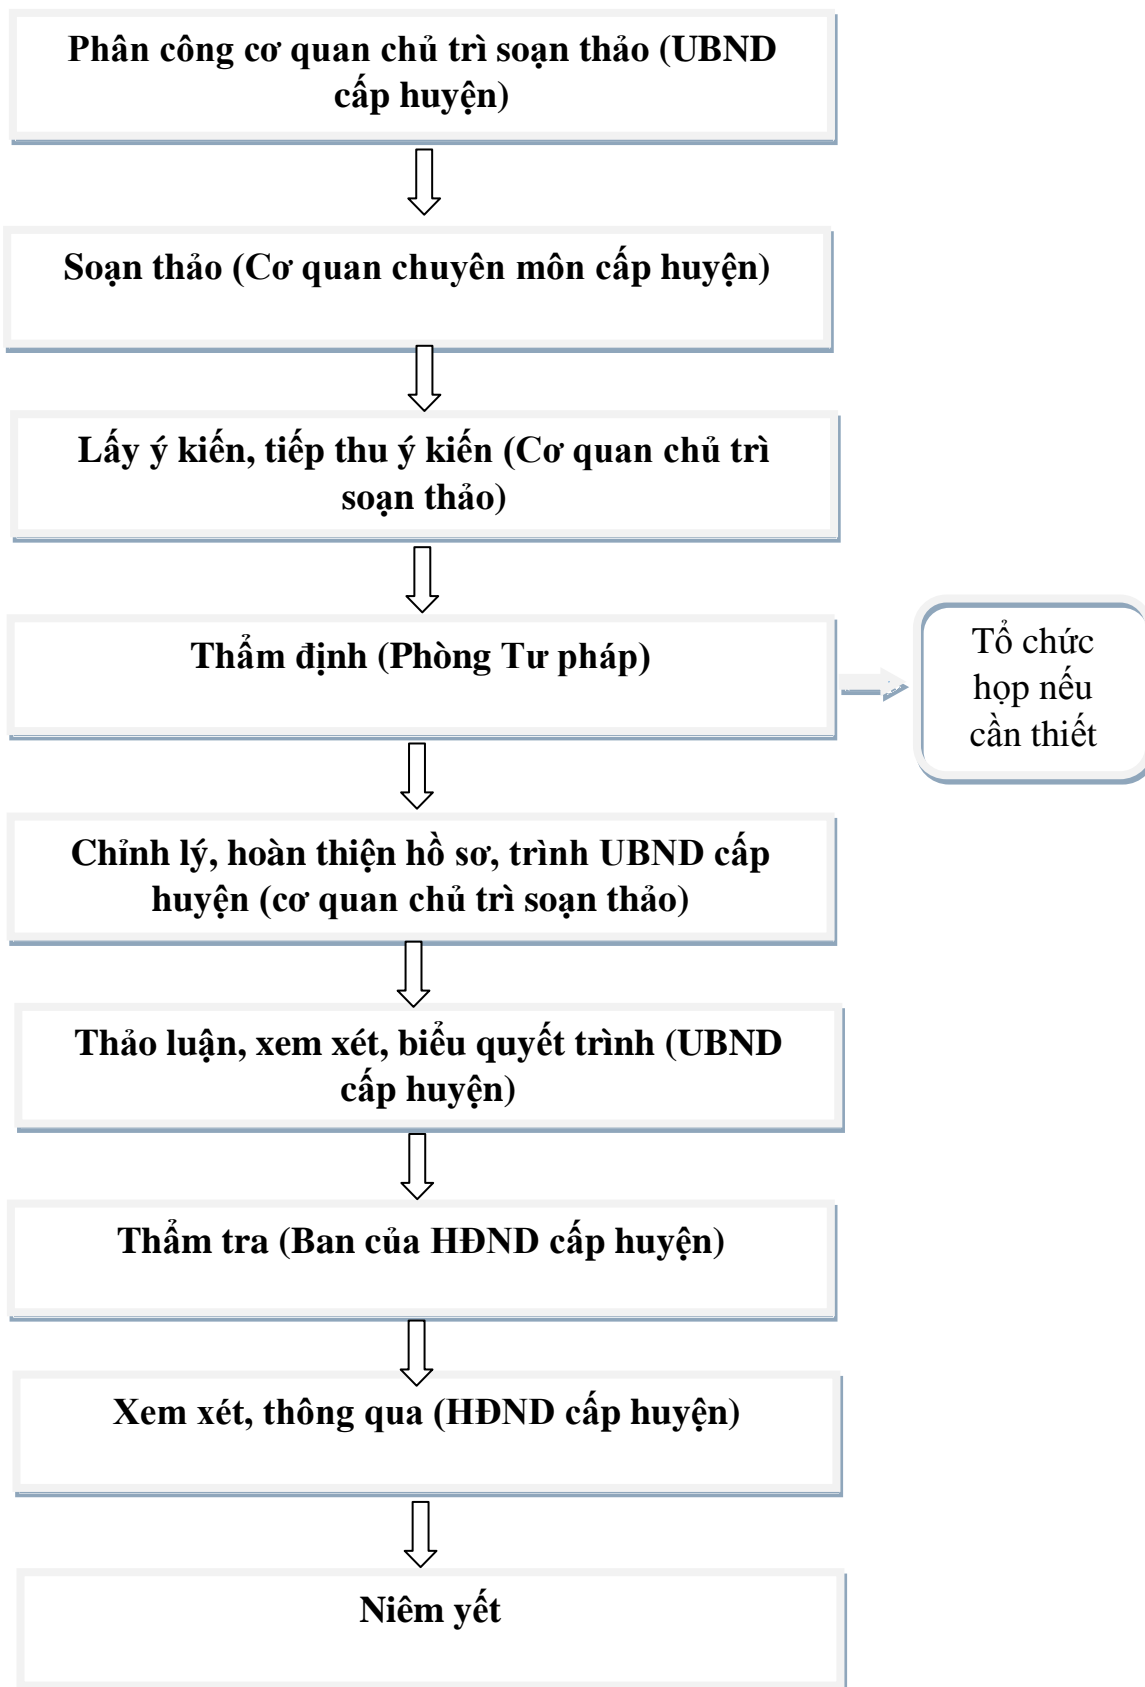 Phân công cơ quan chủ trì soạn thảo (UBND
cấp huyện)
Soạn thảo (Cơ quan chuyên môn cấp huyện)
Lấy ý kiến, tiếp thu ý kiến (Cơ quan chủ trì
soạn thảo)
Thẩm định (Phòng Tư pháp)
Tổ chức
họp nếu
cần thiết
Chỉnh lý, hoàn thiện hồ sơ, trình UBND cấp
huyện (cơ quan chủ trì soạn thảo)
Thảo luận, xem xét, biểu quyết trình (UBND
cấp huyện)
Thẩm tra (Ban của HĐND cấp huyện)
Xem xét, thông qua (HĐND cấp huyện)
Niêm yết